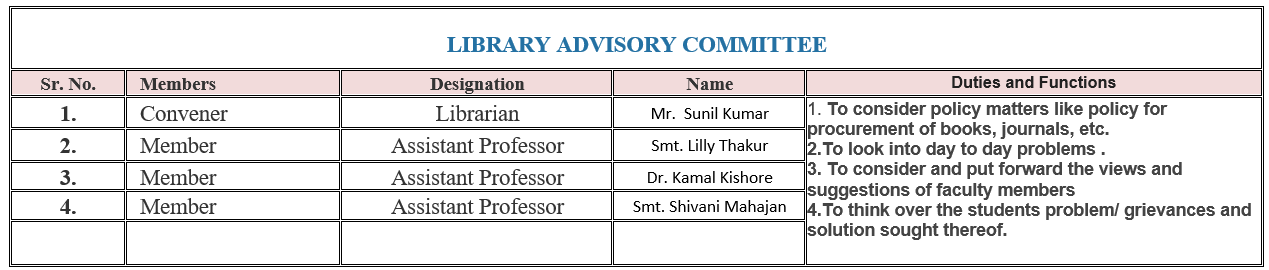 LIBRARY ADVISORY COMMITTEE
Sr. No. Members Designation Name Duties and Functions
1. Convener Librarian Mr. Sunil Kumar
2. Member Assistant Professor Smt. Lilly Thakur
3. Member Assistant Professor Dr. Kamal Kishore
4. Member Assistant Professor Smt. Shivani Mahajan
1. To consider policy matters like policy for
procurement of books, journals, etc.
2.To look into day to day problems .
3. To consider and put forward the views and
suggestions of faculty members
4.To think over the students problem/ grievances and
solution sought thereof.